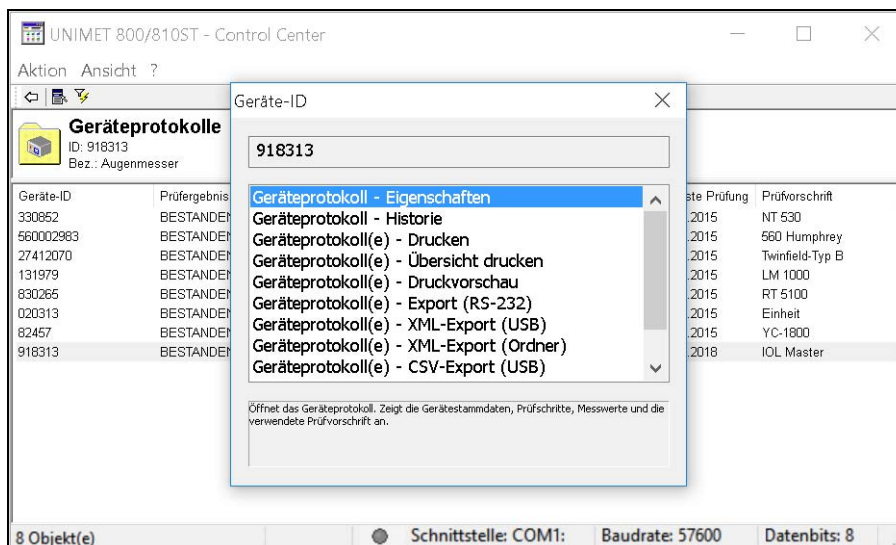 UNIMET 800/810ST - Control Center
Aktion Ansicht ?
Geräteprotokolle
ID: 918313
Bez.: Augenmesser
Geräte-ID
918313
Geräteprotokoll - Eigenschaften
Geräteprotokoll - Historie
Geräteprotokoll(e) - Drucken
Geräteprotokoll(e) - Übersicht drucken
Geräteprotokoll(e) - Druckvorschau
Geräteprotokoll(e) - Export (RS-232)
Geräteprotokoll(e) - XML-Export (USB)
Geräteprotokoll(e) - XML-Export (Ordner)
Geräteprotokoll(e) - CSV-Export (USB)
Öffnet das Geräteprotokoll. Zeigt die Gerätestammdaten, Prüfschritte, Messwerte und die
verwendete Prüfvorschrift an.
Geräte-ID Prüfergebnis ste Prüfung Prüfvorschrift
330852 BESTANDEN .2015 NT 530
560002983 BESTANDEN .2015 560 Humphrey
27412070 BESTANDEN .2015 Twinfield-Typ B
131979 BESTANDEN .2015 LM 1000
830265 BESTANDEN .2015 RT 5100
020313 BESTANDEN .2015 Einheit
82457 BESTANDEN .2015 YC-1800
918313 BESTANDEN .2018 IOL Master
8 Objekt(e) Schnittstelle: COM1: Baudrate: 57600 Datenbits: 8